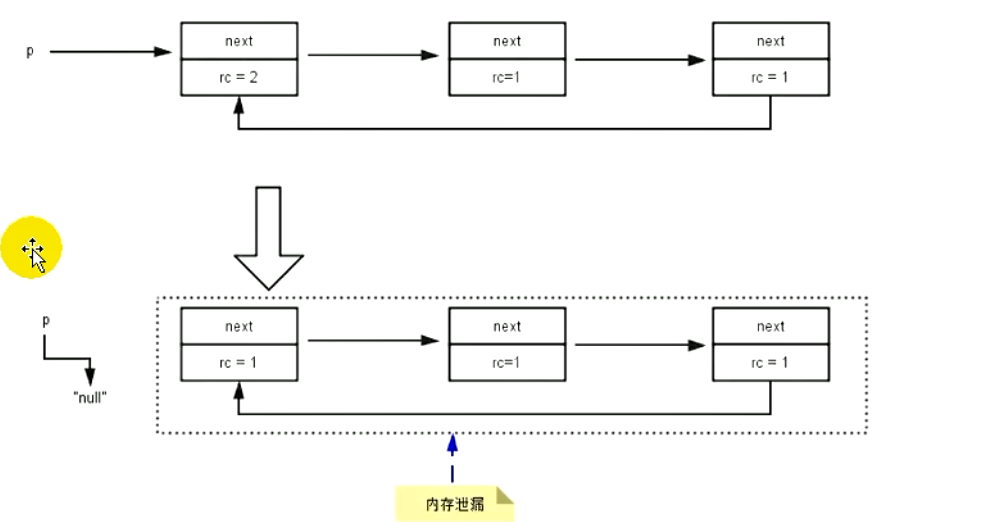 p
next
next
next
rc = 2
rc=1
rc = 1
p
next
next
next
rc = 1
rc=1
rc = 1
"null"
内存泄漏